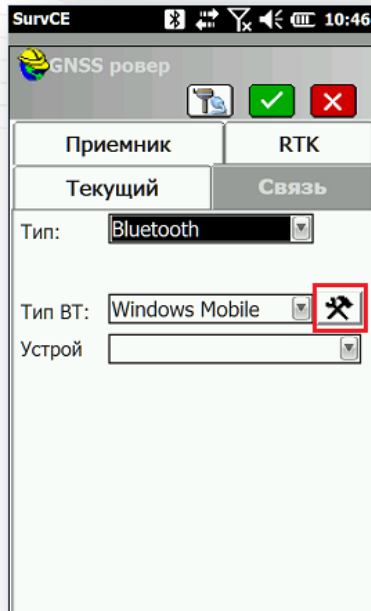 SurvCE 10:46
GNSS ровер
Приемник RTK
Текущий Связь
Тип: Bluetooth
Тип BT: Windows Mobile
Устрой